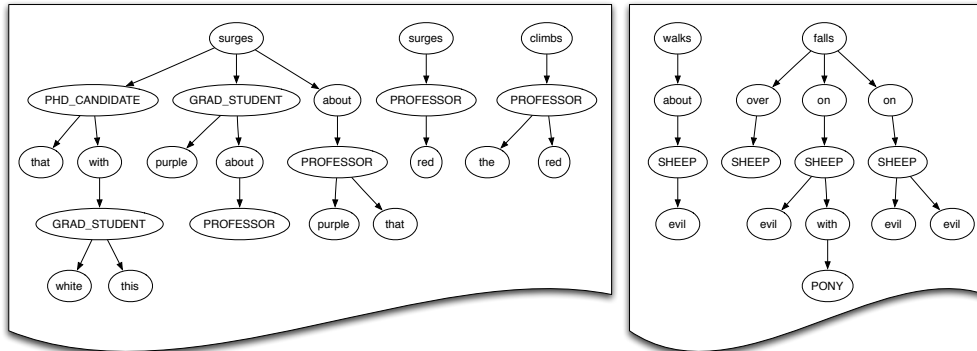 surges surges climbs walks falls
PHD_CANDIDATE GRAD_STUDENT about PROFESSOR PROFESSOR about over on on
that with purple about PROFESSOR red the red SHEEP SHEEP SHEEP SHEEP
GRAD_STUDENT PROFESSOR purple that evil evil with evil evil
white this PONY